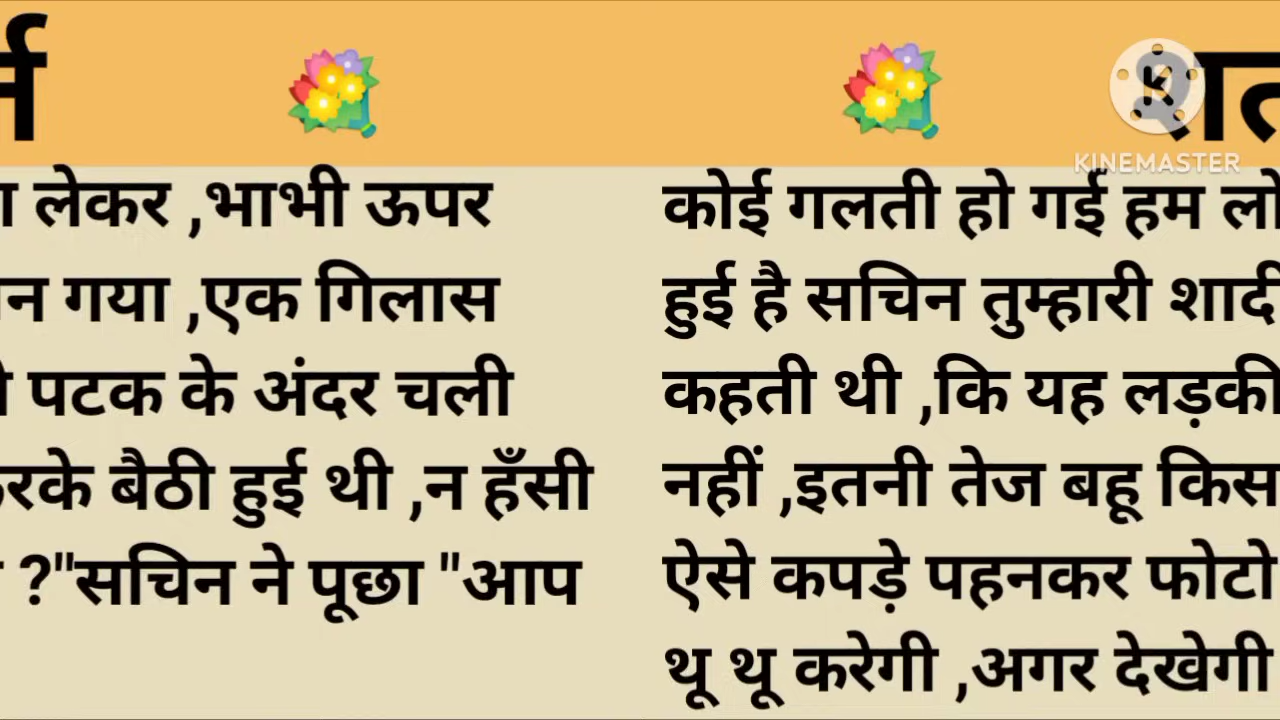 KINEMASTER
लेकर ,भाभी ऊपर
गया ,एक गिलास
पटक के अंदर चली
बैठी हुई थी ,न हँसी
?"सचिन ने पूछा "आप
कोई गलती हो गई हम
हुई है सचिन तुम्हारी शादी
कहती थी ,कि यह लड़की
नहीं ,इतनी तेज बहू
ऐसे कपड़े पहनकर फोटो
थू थू करेगी ,अगर देखेगी